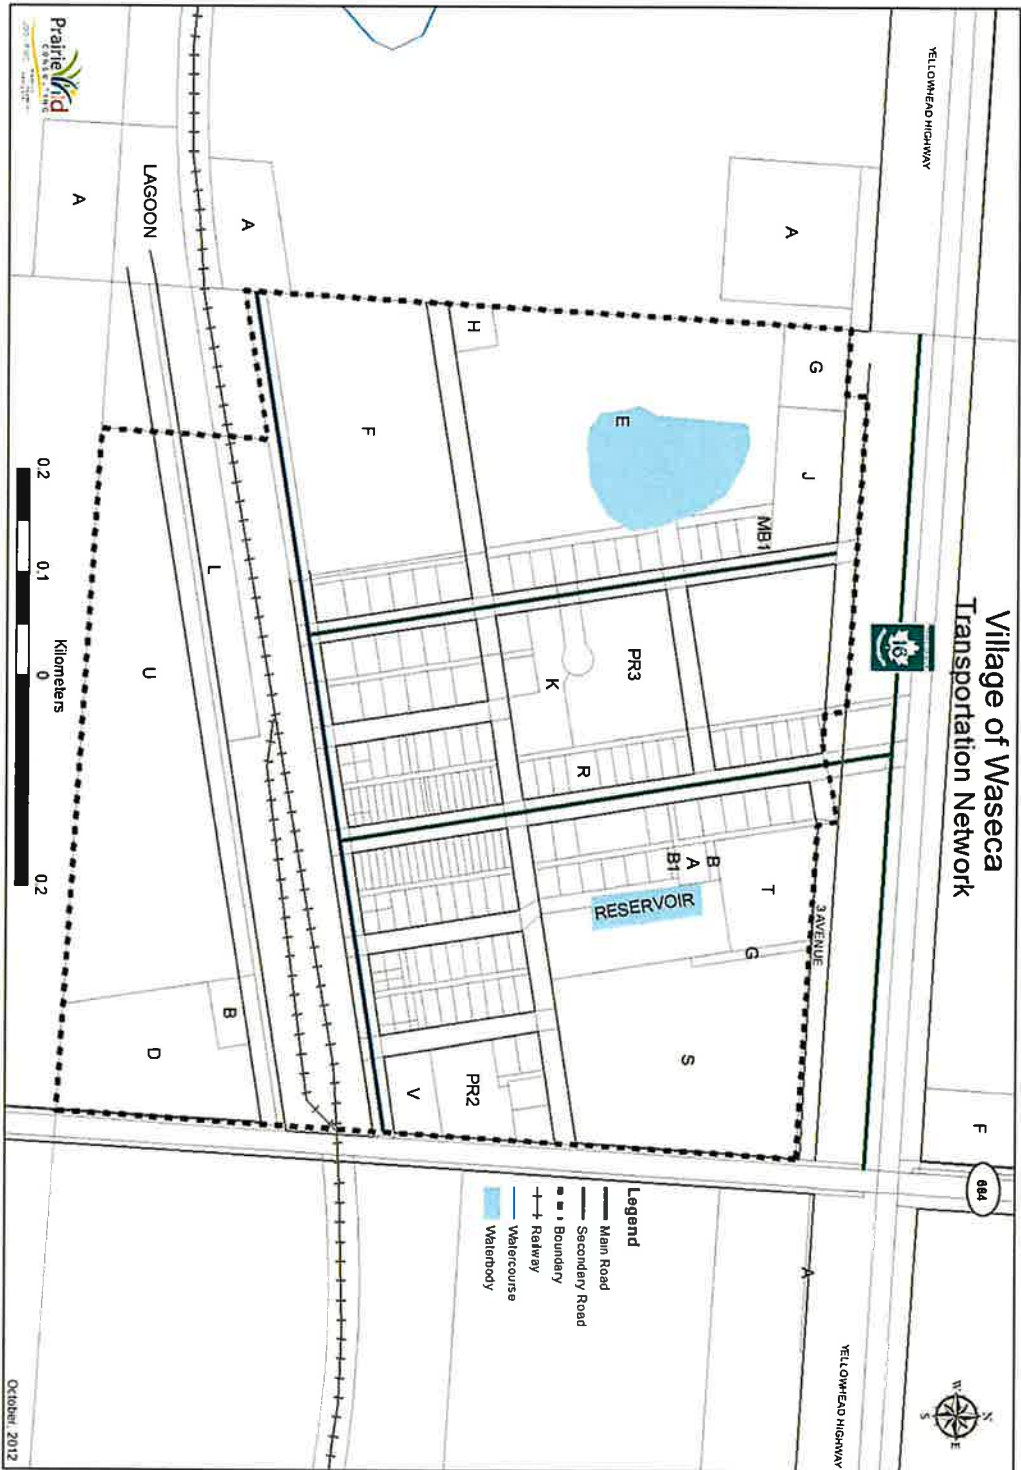 Village of Waseca
Transportation Network
YELLOWHEAD HIGHWAY
16
684
F
3 AVENUE
YELLOWHEAD HIGHWAY
N
W
E
S
A
A
G
J
MB1
T
G
E
PR3
B
A
B1
RESERVOIR
S
H
K
R
F
PR2
V
A
LAGOON
A
L
U
B
D
Legend
Main Road
Secondary Road
Boundary
Railway
Watercourse
Waterbody
0.2
0.1
0
0.2
Kilometers
Prairie
CONSULTING
October, 2012